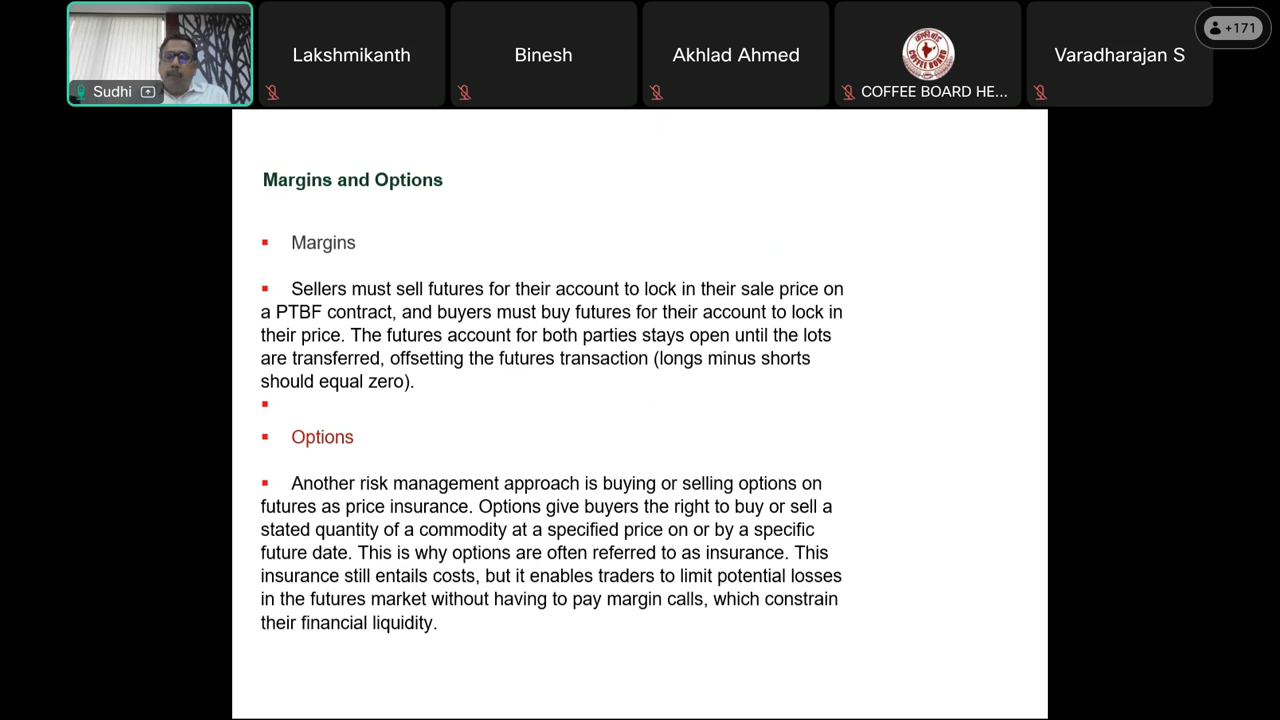 Sudhi
Lakshmikanth
Binesh
Akhlad Ahmed
COFFEE BOARD
COFFEE BOARD HE...
Varadharajan S
+171
Margins and Options
▪ Margins
▪ Sellers must sell futures for their account to lock in their sale price on
a PTBF contract, and buyers must buy futures for their account to lock in
their price. The futures account for both parties stays open until the lots
are transferred, offsetting the futures transaction (longs minus shorts
should equal zero).
▪
▪ Options
▪ Another risk management approach is buying or selling options on
futures as price insurance. Options give buyers the right to buy or sell a
stated quantity of a commodity at a specified price on or by a specific
future date. This is why options are often referred to as insurance. This
insurance still entails costs, but it enables traders to limit potential losses
in the futures market without having to pay margin calls, which constrain
their financial liquidity.